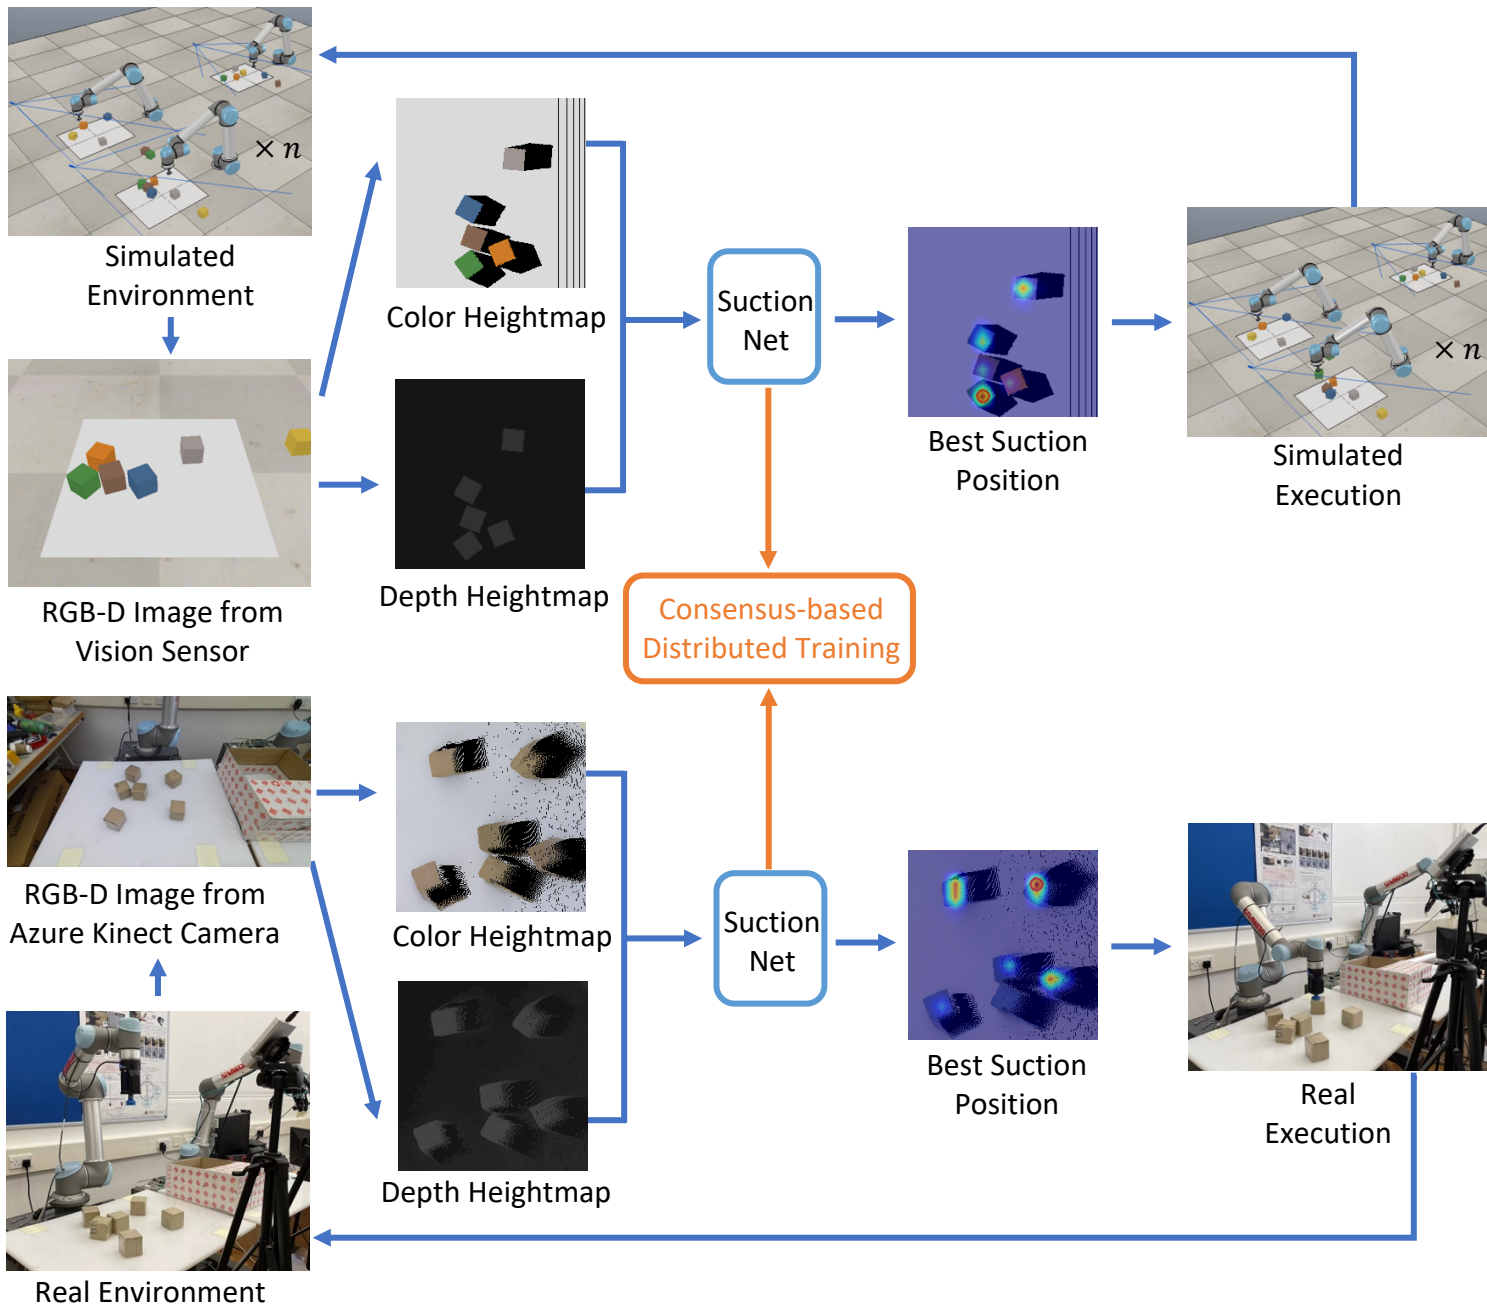 × n
Simulated
Environment
RGB-D Image from
Vision Sensor
Color Heightmap
Depth Heightmap
Suction
Net
Best Suction
Position
× n
Simulated
Execution
Consensus-based
Distributed Training
RGB-D Image from
Azure Kinect Camera
Real Environment
Color Heightmap
Depth Heightmap
Suction
Net
Best Suction
Position
Real
Execution